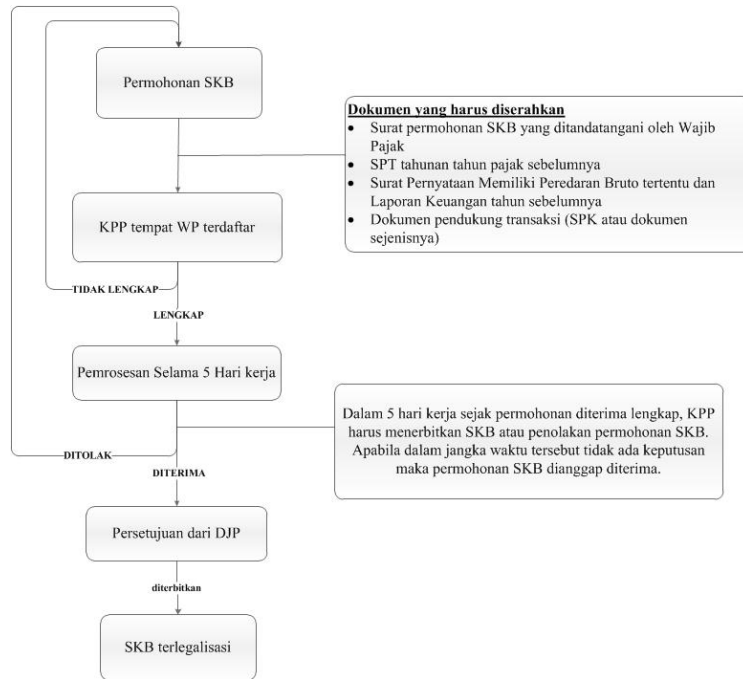 Permohonan SKB
Dokumen yang harus diserahkan
• Surat permohonan SKB yang ditandatangani oleh Wajib
Pajak
• SPT tahunan tahun pajak sebelumnya
• Surat Pernyataan Memiliki Peredaran Bruto tertentu dan
Laporan Keuangan tahun sebelumnya
• Dokumen pendukung transaksi (SPK atau dokumen
sejenisnya)
KPP tempat WP terdaftar
TIDAK LENGKAP
LENGKAP
Pemrosesan Selama 5 Hari kerja
Dalam 5 hari kerja sejak permohonan diterima lengkap, KPP
harus menerbitkan SKB atau penolakan permohonan SKB.
Apabila dalam jangka waktu tersebut tidak ada keputusan
maka permohonan SKB dianggap diterima.
DITOLAK
DITERIMA
Persetujuan dari DJP
diterbitkan
SKB terlegalisasi